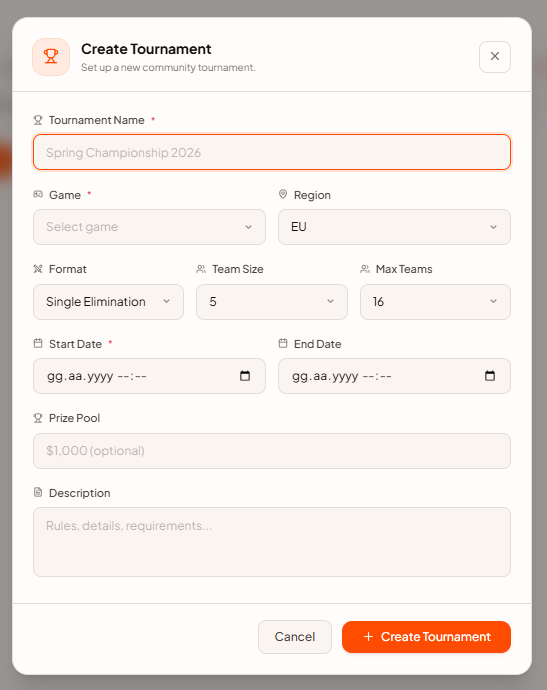 Create Tournament
Set up a new community tournament.
Tournament Name *
Spring Championship 2026
Game * Region
Select game EU
Format Team Size Max Teams
Single Elimination 5 16
Start Date * End Date
gg.aa.yyyy --:-- gg.aa.yyyy --:--
Prize Pool
$1,000 (optional)
Description
Rules, details, requirements...
Cancel + Create Tournament